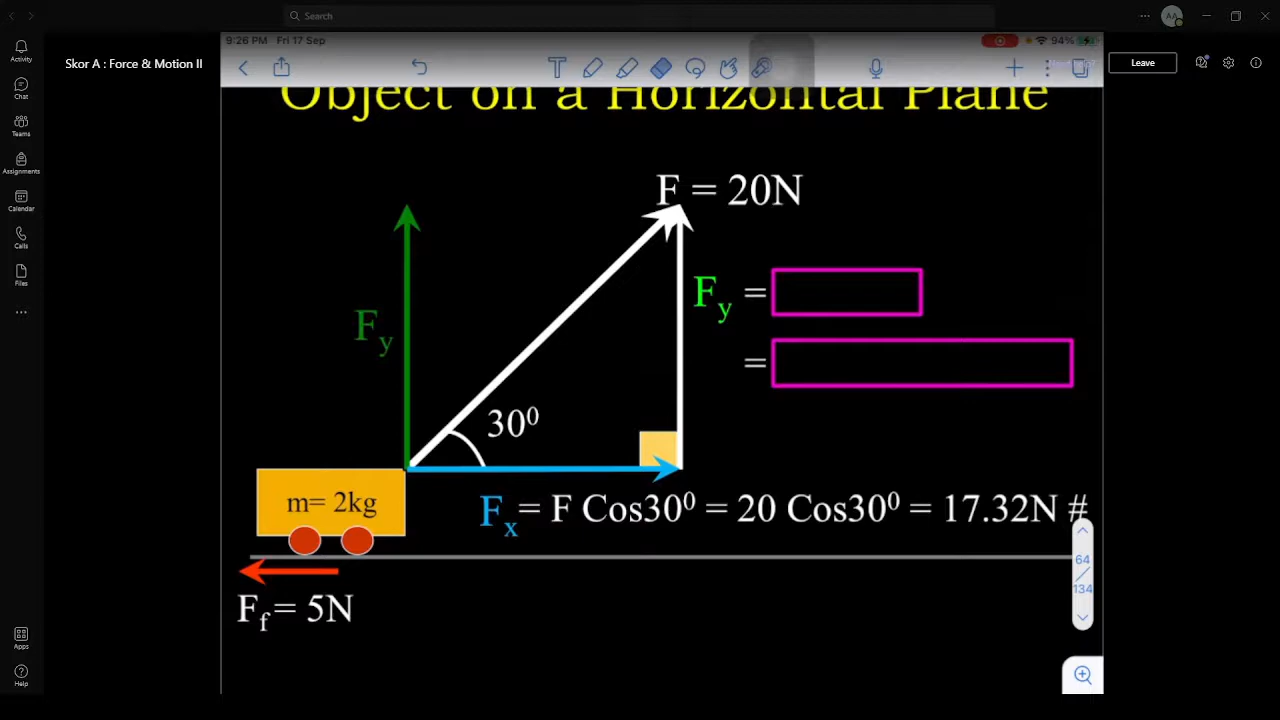 Search
9:26 PM Fri 17 Sep
94%
Skor A : Force & Motion II
Leave
AA
Activity
Chat
Teams
Assignments
Calendar
Calls
Files
Apps
Help
Object on a Horizontal Plane
F = 20N
Fy =
=
Fy
30⁰
m= 2kg
Fx = F Cos30⁰ = 20 Cos30⁰ = 17.32N #
Ff = 5N
64
/
134